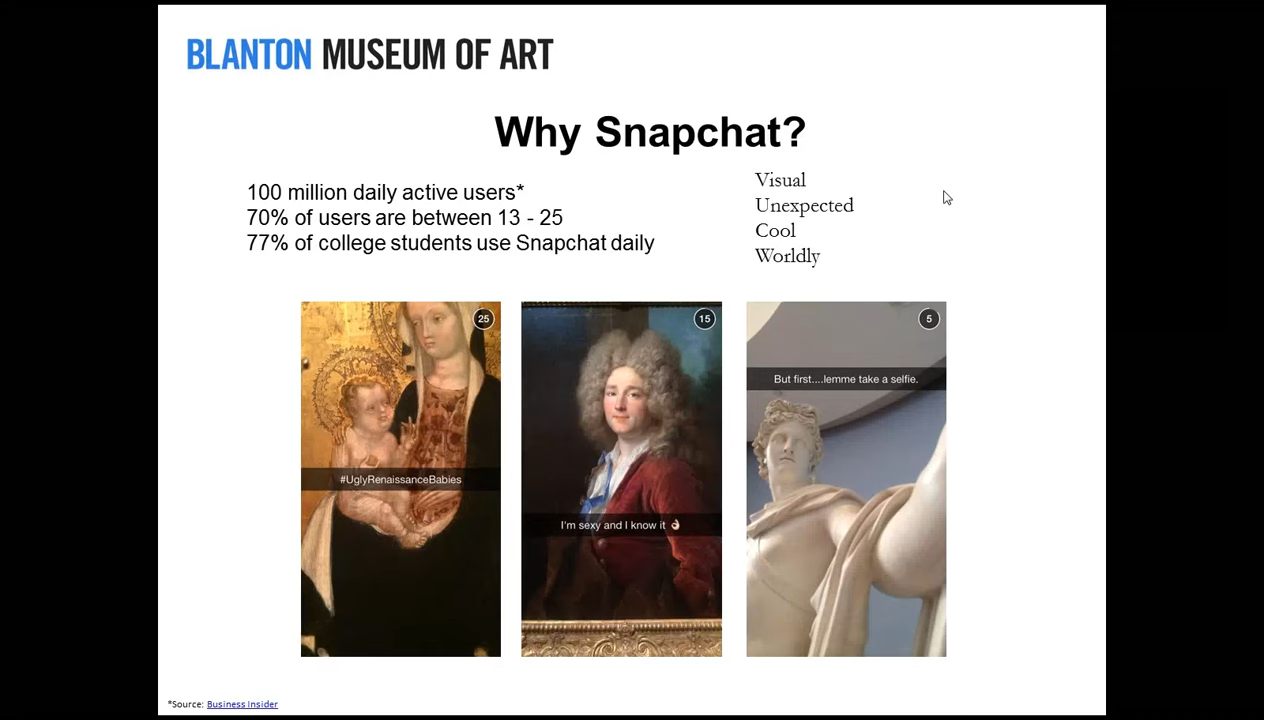 BLANTON MUSEUM OF ART
Why Snapchat?
100 million daily active users*
70% of users are between 13 - 25
77% of college students use Snapchat daily
Visual
Unexpected
Cool
Worldly
25
#UglyRenaissanceBabies
15
I'm sexy and I know it 👌
5
But first....lemme take a selfie.
*Source: Business Insider